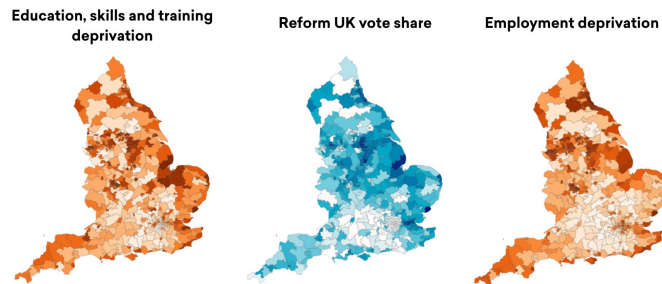 Education, skills and training
deprivation
Reform UK vote share
Employment deprivation